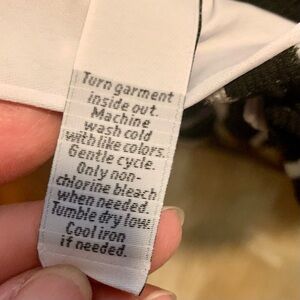 Turn garment
inside out.
Machine
wash cold
with like colors.
Gentle cycle.
Only non-
chlorine bleach
when needed.
Tumble dry low.
Cool iron
if needed.